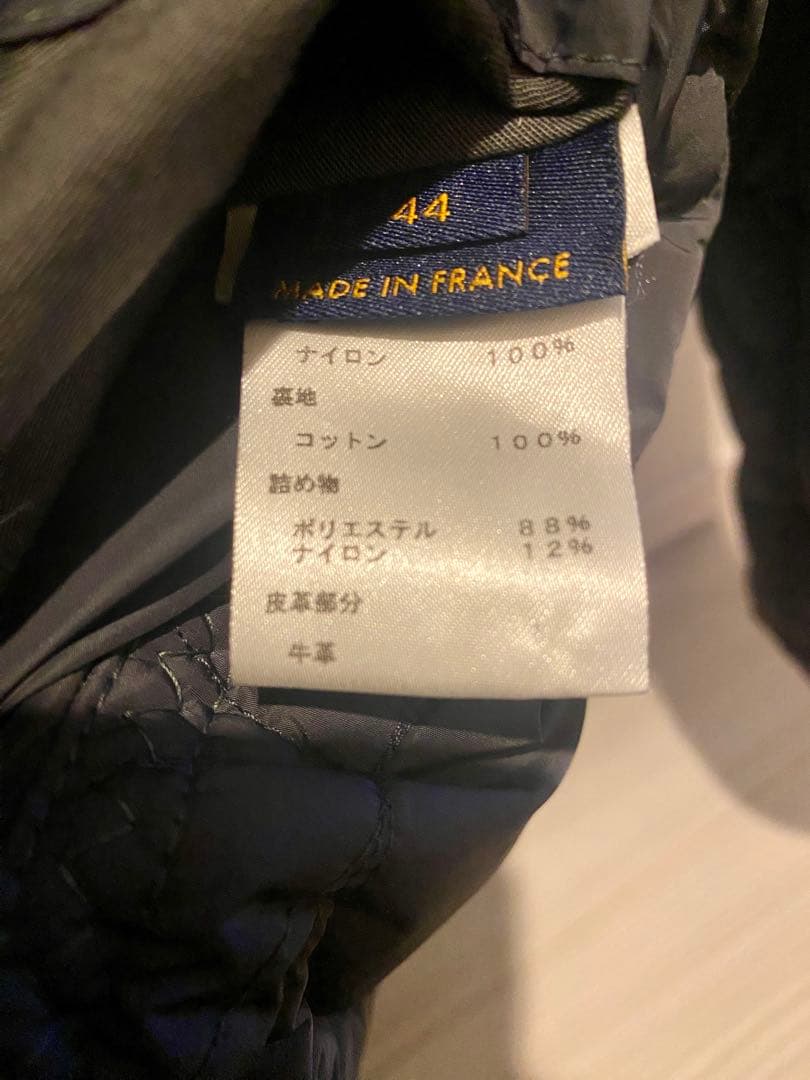 44
MADE IN FRANCE
ナイロン 100%
裏地
コットン 100%
詰め物
ポリエステル 88%
ナイロン 12%
皮革部分
牛革